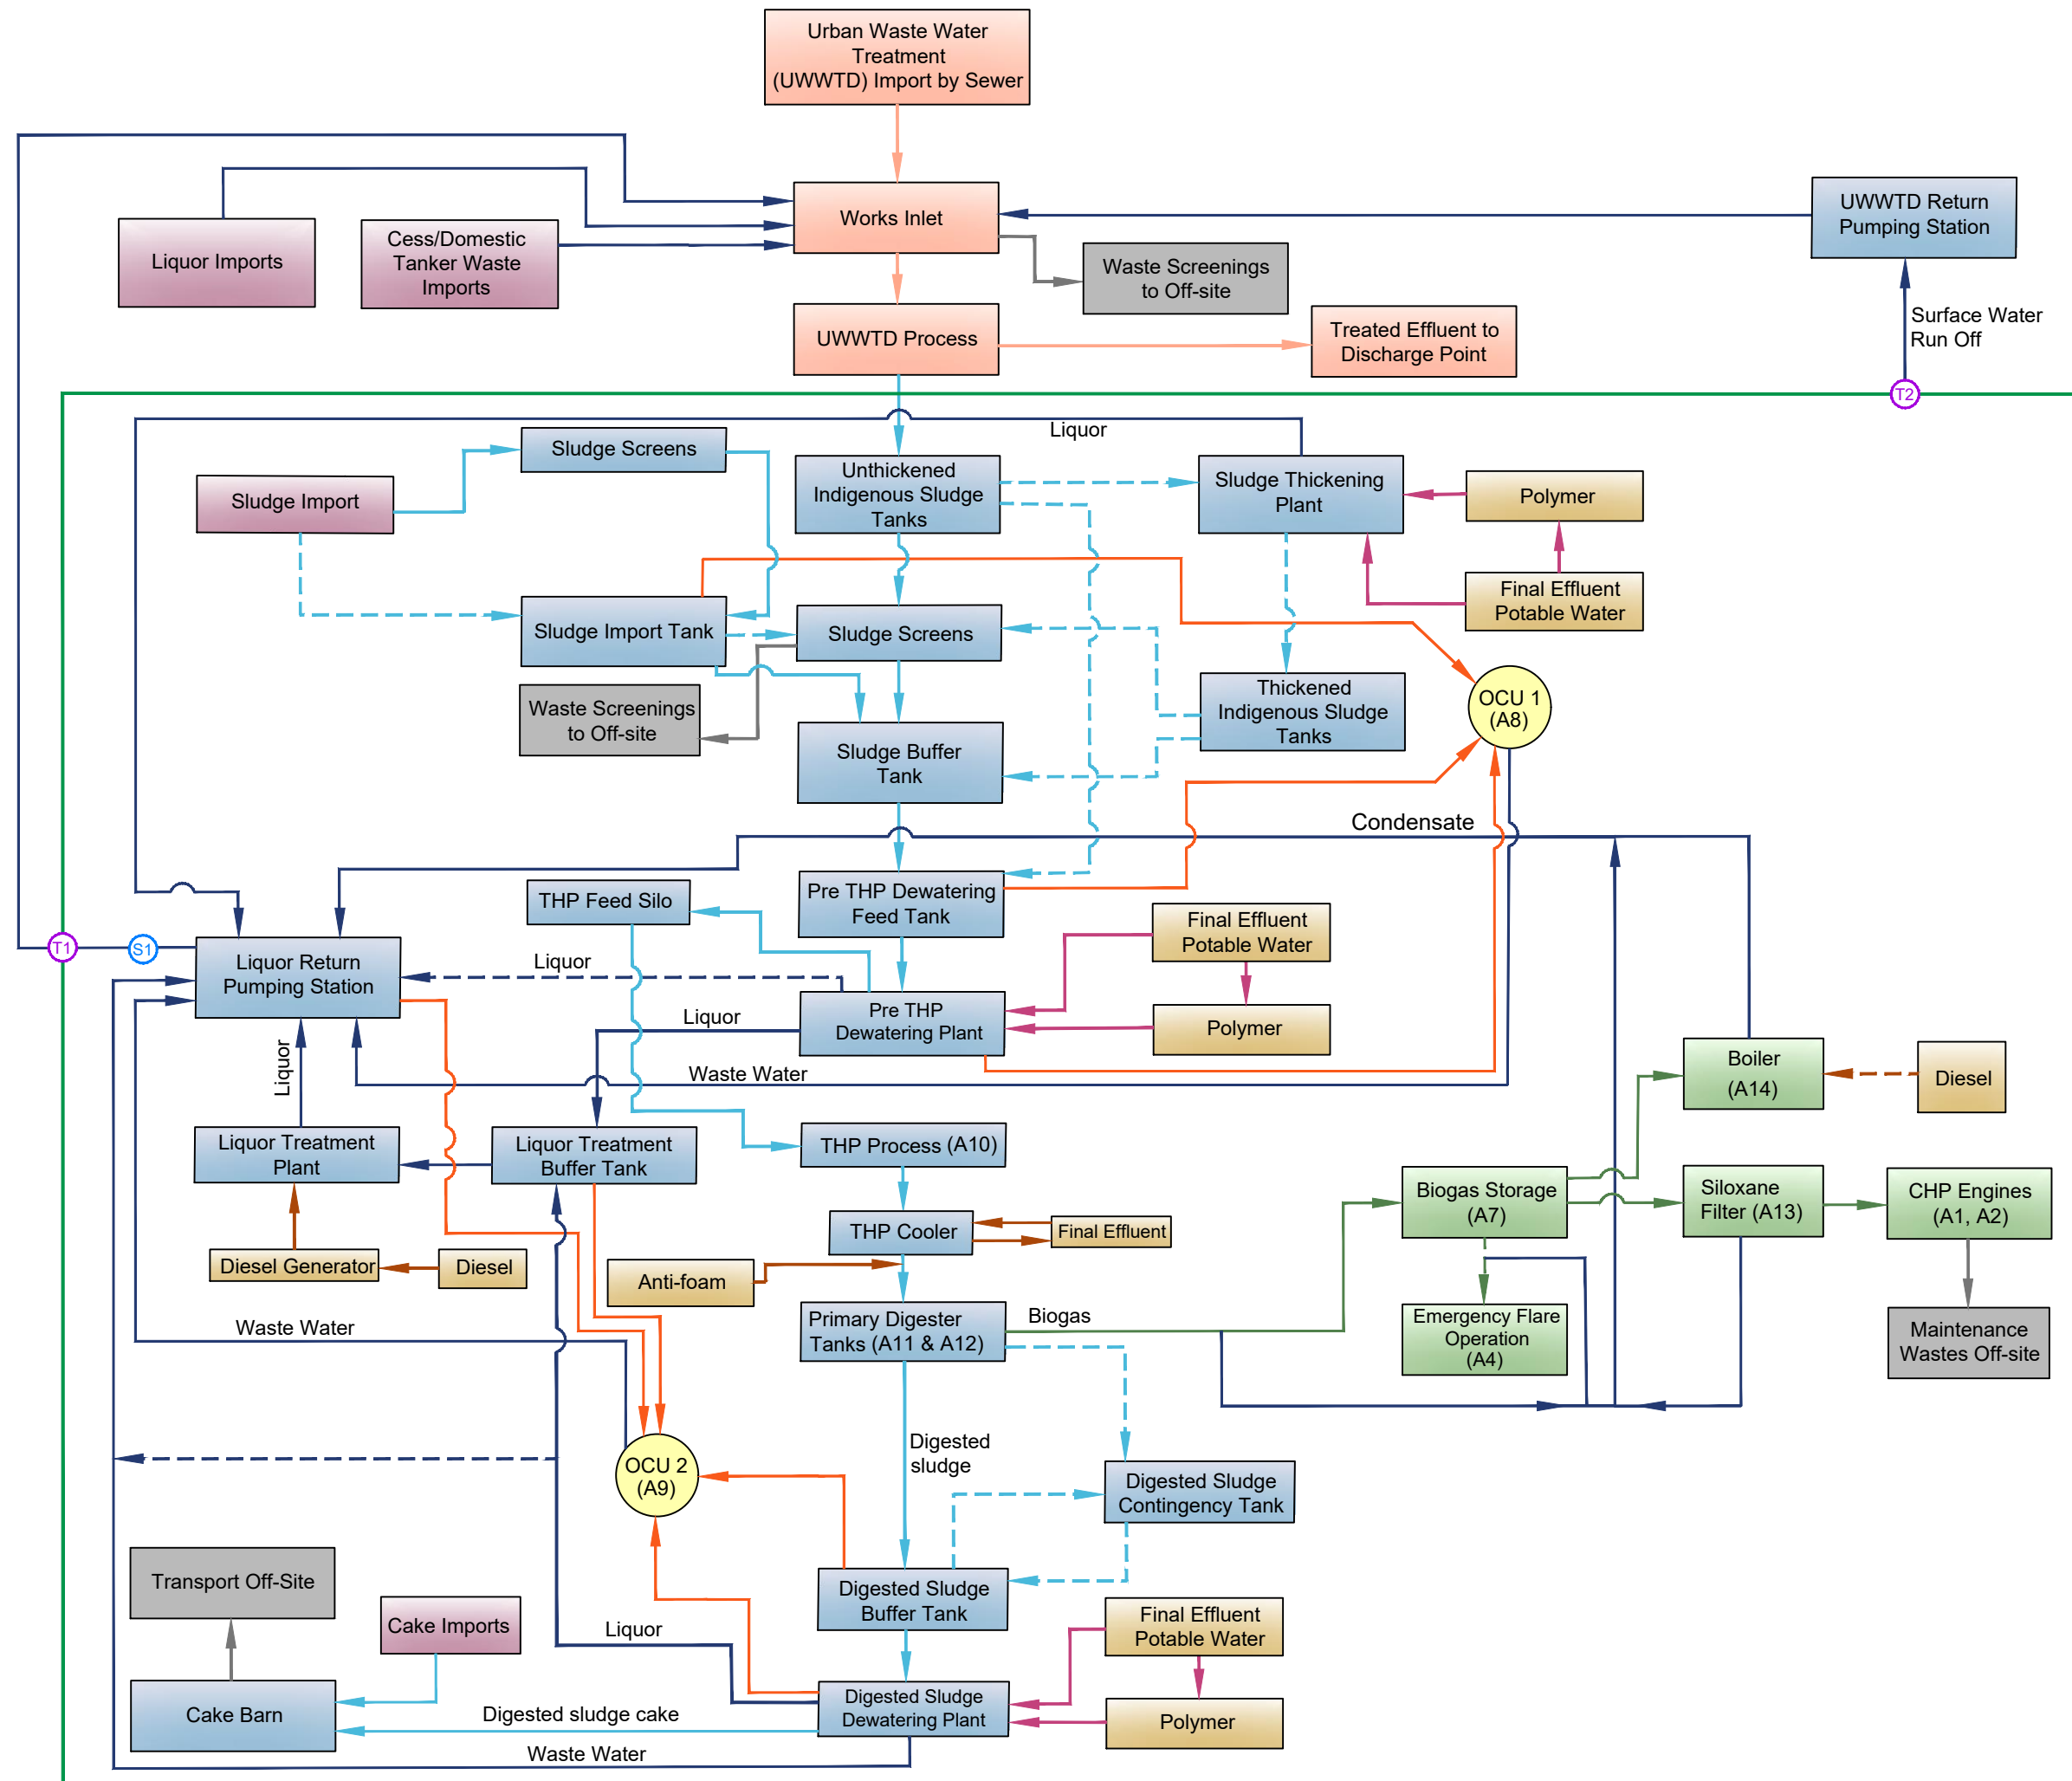 Urban Waste Water
Treatment
(UWWTD) Import by Sewer
Works Inlet
UWWTD Return
Pumping Station
Liquor Imports
Cess/Domestic
Tanker Waste
Imports
Waste Screenings
to Off-site
UWWTD Process
Treated Effluent to
Discharge Point
Surface Water
Run Off
T2
Liquor
Sludge Screens
Unthickened
Indigenous Sludge
Tanks
Sludge Thickening
Plant
Polymer
Sludge Import
Final Effluent
Potable Water
Sludge Import Tank
Sludge Screens
Waste Screenings
to Off-site
Thickened
Indigenous Sludge
Tanks
OCU 1
(A8)
Sludge Buffer
Tank
Condensate
THP Feed Silo
Pre THP Dewatering
Feed Tank
Final Effluent
Potable Water
T1
S1
Liquor Return
Pumping Station
Liquor
Pre THP
Dewatering Plant
Polymer
Liquor
Waste Water
Liquor
Boiler
(A14)
Diesel
Liquor Treatment
Plant
Liquor Treatment
Buffer Tank
THP Process (A10)
Biogas Storage
(A7)
Siloxane
Filter (A13)
CHP Engines
(A1, A2)
THP Cooler
Final Effluent
Diesel Generator
Diesel
Anti-foam
Primary Digester
Tanks (A11 & A12)
Biogas
Emergency Flare
Operation
(A4)
Maintenance
Wastes Off-site
Waste Water
Digested
sludge
OCU 2
(A9)
Digested Sludge
Contingency Tank
Transport Off-Site
Cake Imports
Digested Sludge
Buffer Tank
Final Effluent
Potable Water
Liquor
Cake Barn
Digested sludge cake
Digested Sludge
Dewatering Plant
Polymer
Waste Water